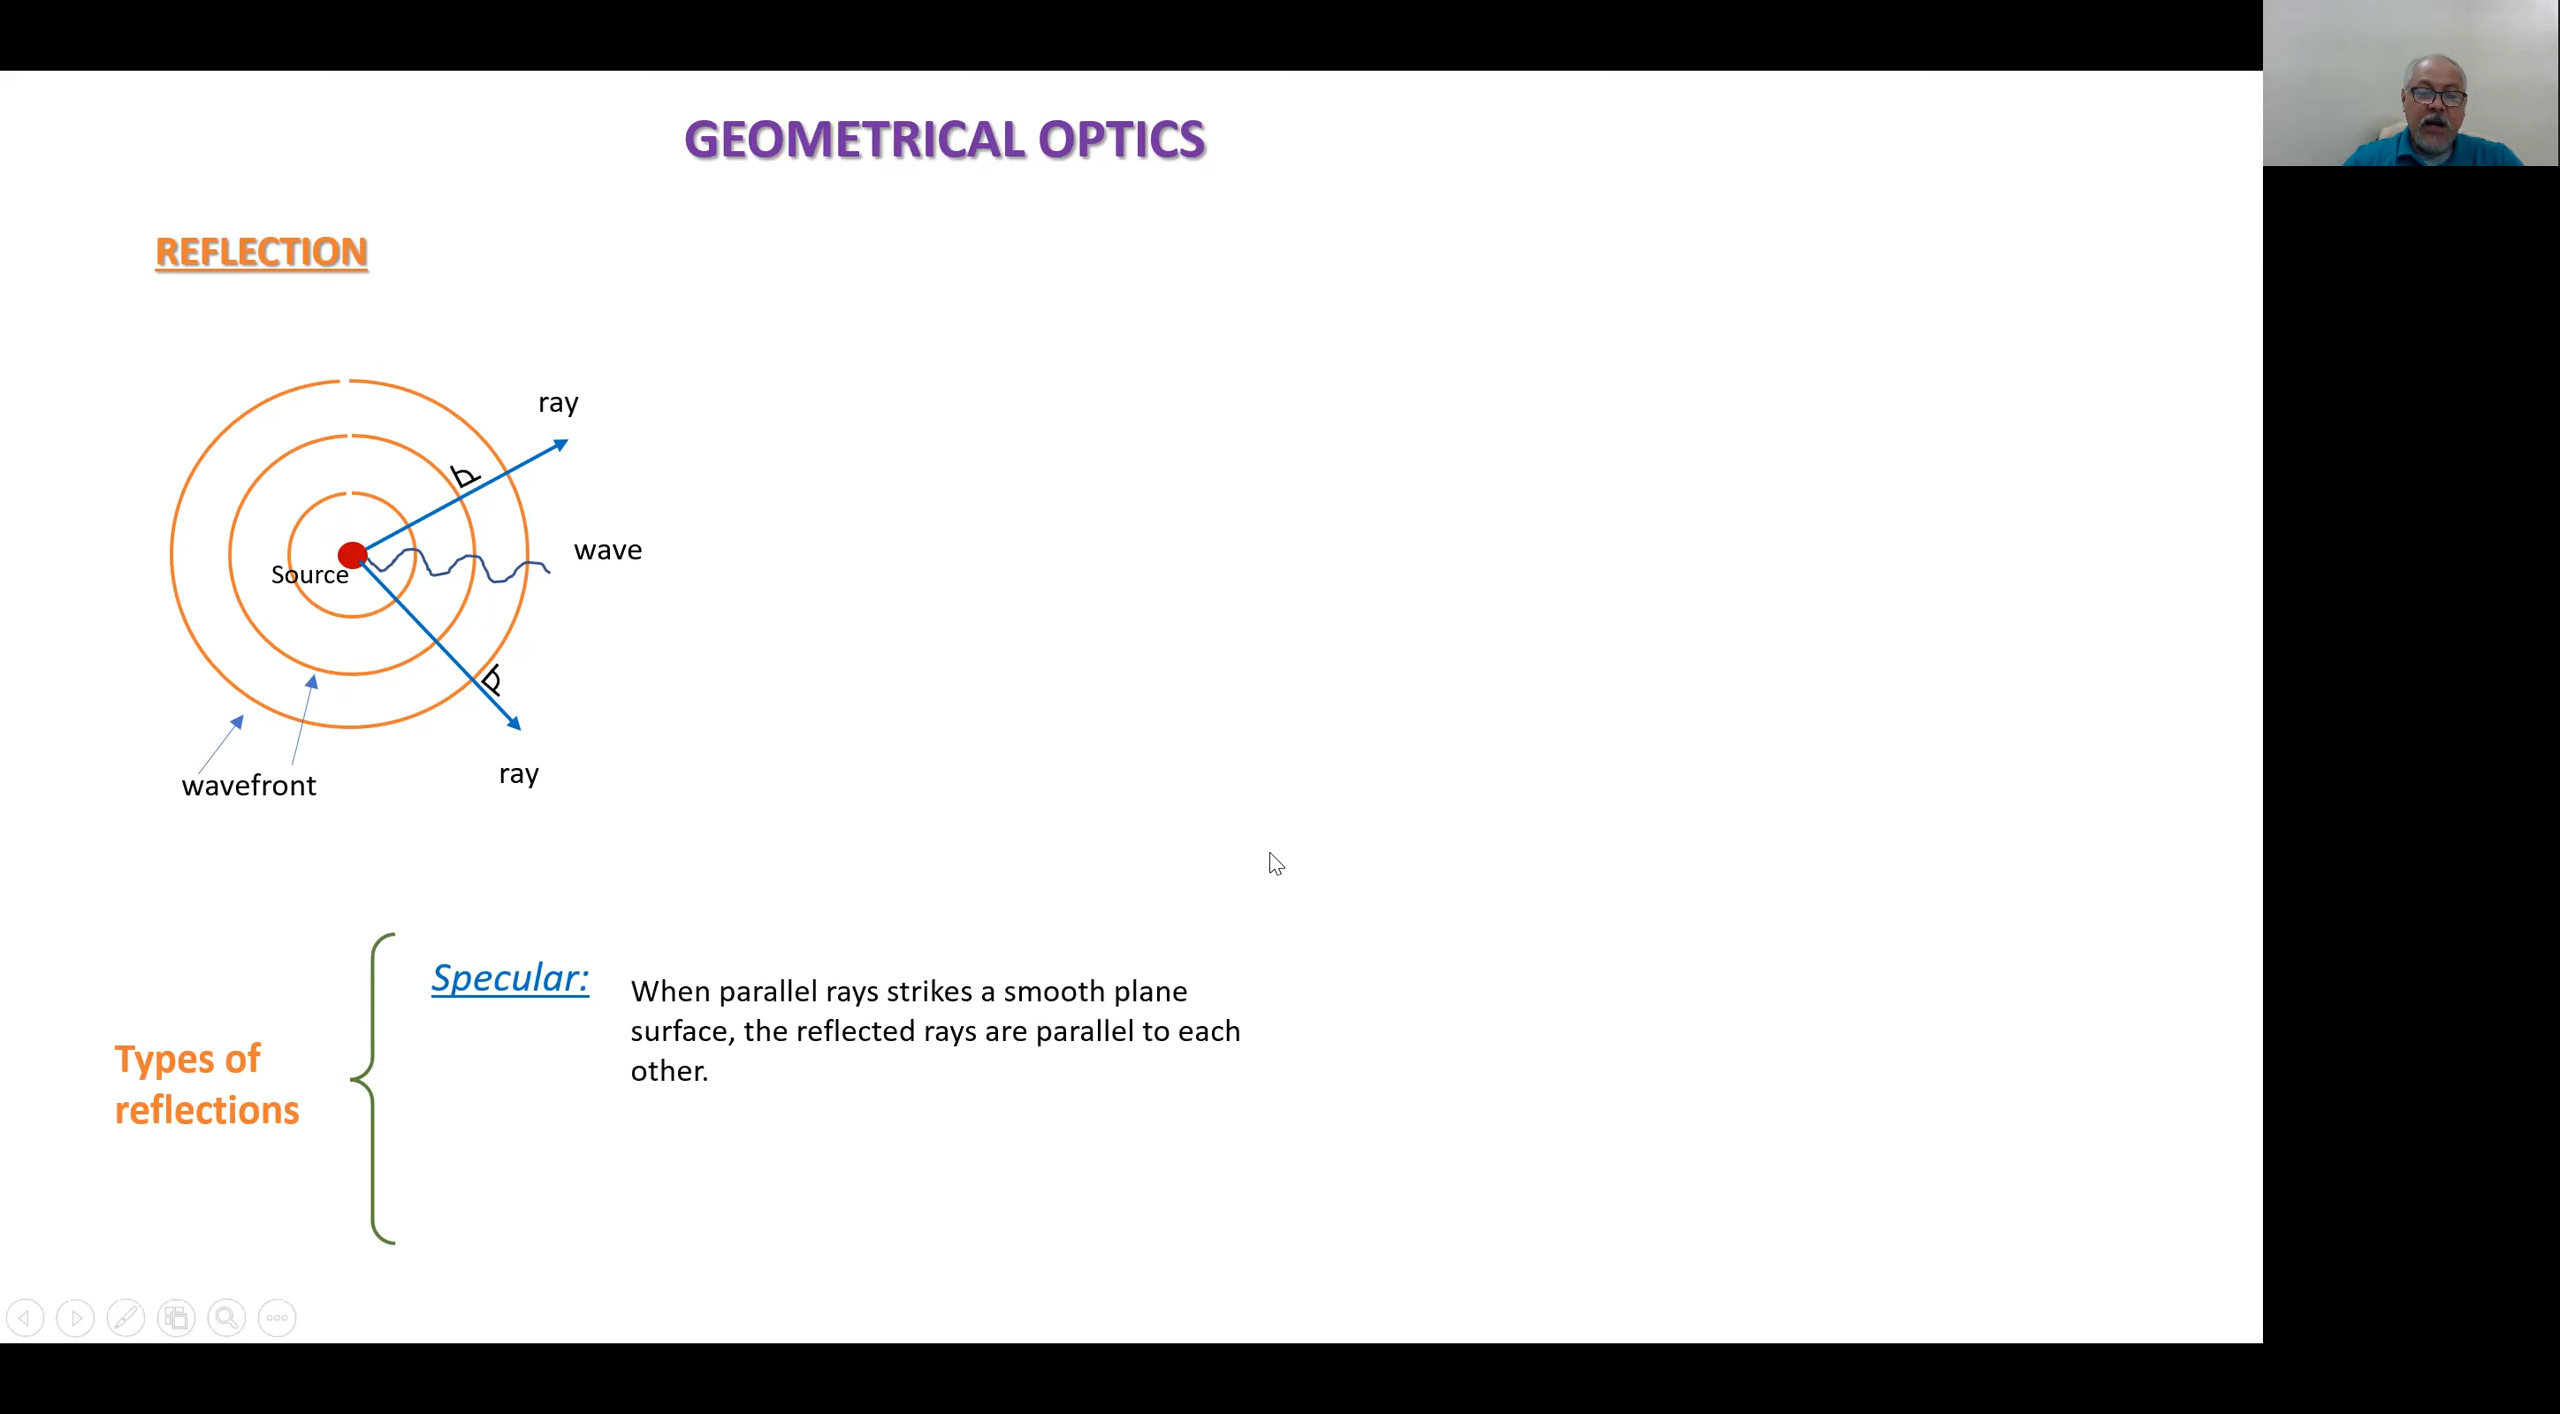 GEOMETRICAL OPTICS
REFLECTION
ray
wave
Source
ray
wavefront
Types of
reflections
Specular:
When parallel rays strikes a smooth plane
surface, the reflected rays are parallel to each
other.